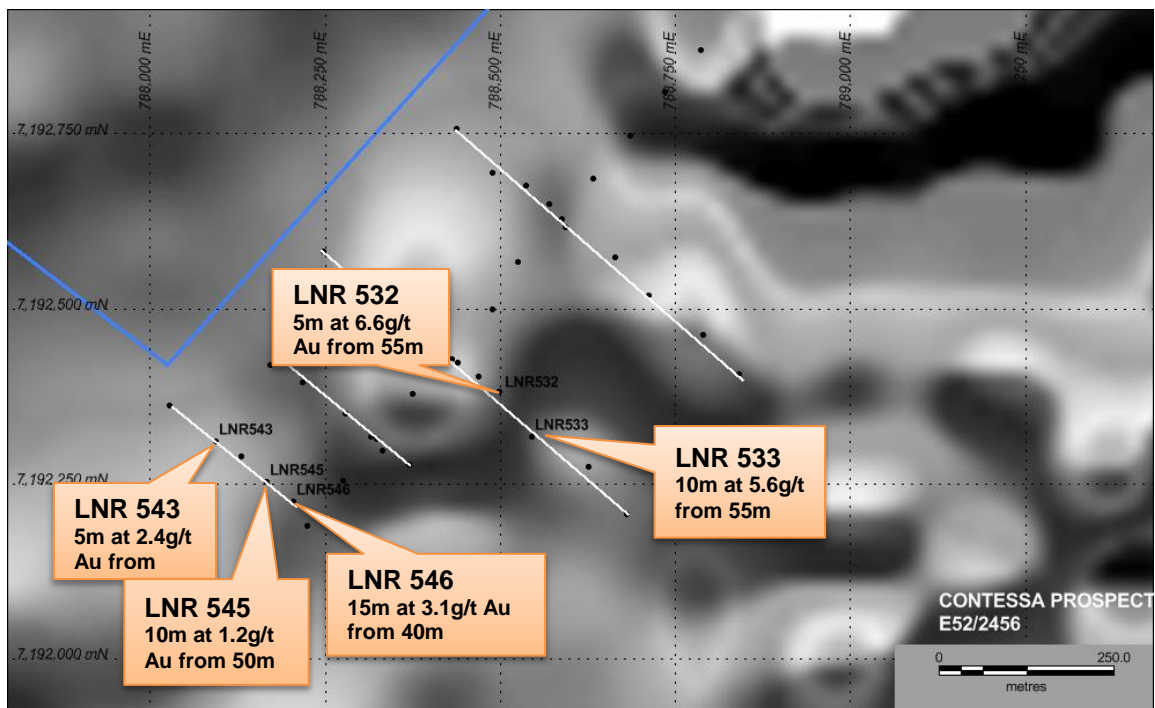 788,000 mE
788,250 mE
788,500 mE
788,750 mE
789,000 mE
250 mE
7,192,750 mN
7,192,500 mN
7,192,250 mN
7,192,000 mN
LNR 532
5m at 6.6g/t
Au from 55m
LNR532
LNR533
LNR543
LNR545
LNR546
LNR 533
10m at 5.6g/t
from 55m
LNR 543
5m at 2.4g/t
Au from
LNR 545
10m at 1.2g/t
Au from 50m
LNR 546
15m at 3.1g/t Au
from 40m
CONTESSA PROSPECT
E52/2456
0 250.0
metres